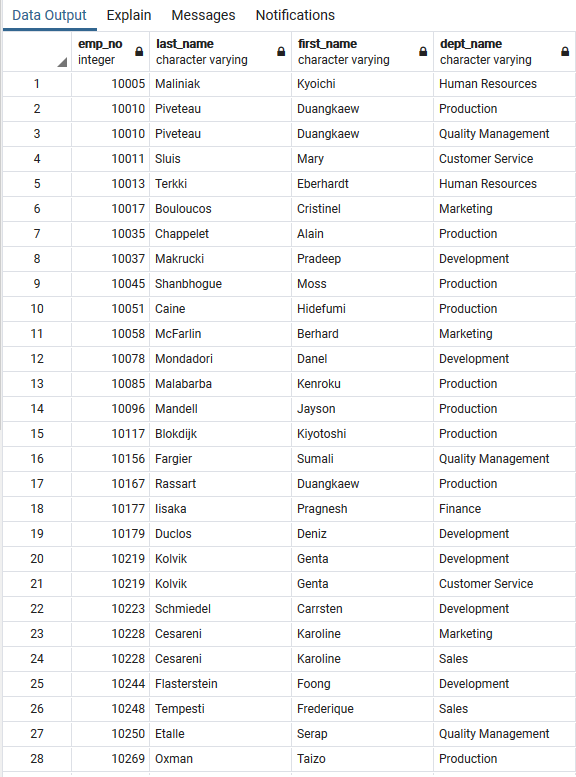 Data Output Explain Messages Notifications
emp_no last_name first_name dept_name
integer character varying character varying character varying
1 10005 Maliniak Kyoichi Human Resources
2 10010 Piveteau Duangkaew Production
3 10010 Piveteau Duangkaew Quality Management
4 10011 Sluis Mary Customer Service
5 10013 Terkki Eberhardt Human Resources
6 10017 Bouloucos Cristinel Marketing
7 10035 Chappelet Alain Production
8 10037 Makrucki Pradeep Development
9 10045 Shanbhogue Moss Production
10 10051 Caine Hidefumi Production
11 10058 McFarlin Berhard Marketing
12 10078 Mondadori Danel Development
13 10085 Malabarba Kenroku Production
14 10096 Mandell Jayson Production
15 10117 Blokdijk Kiyotoshi Production
16 10156 Fargier Sumali Quality Management
17 10167 Rassart Duangkaew Production
18 10177 Iisaka Pragnesh Finance
19 10179 Duclos Deniz Development
20 10219 Kolvik Genta Development
21 10219 Kolvik Genta Customer Service
22 10223 Schmiedel Carrsten Development
23 10228 Cesareni Karoline Marketing
24 10228 Cesareni Karoline Sales
25 10244 Flasterstein Foong Development
26 10248 Tempesti Frederique Sales
27 10250 Etalle Serap Quality Management
28 10269 Oxman Taizo Production